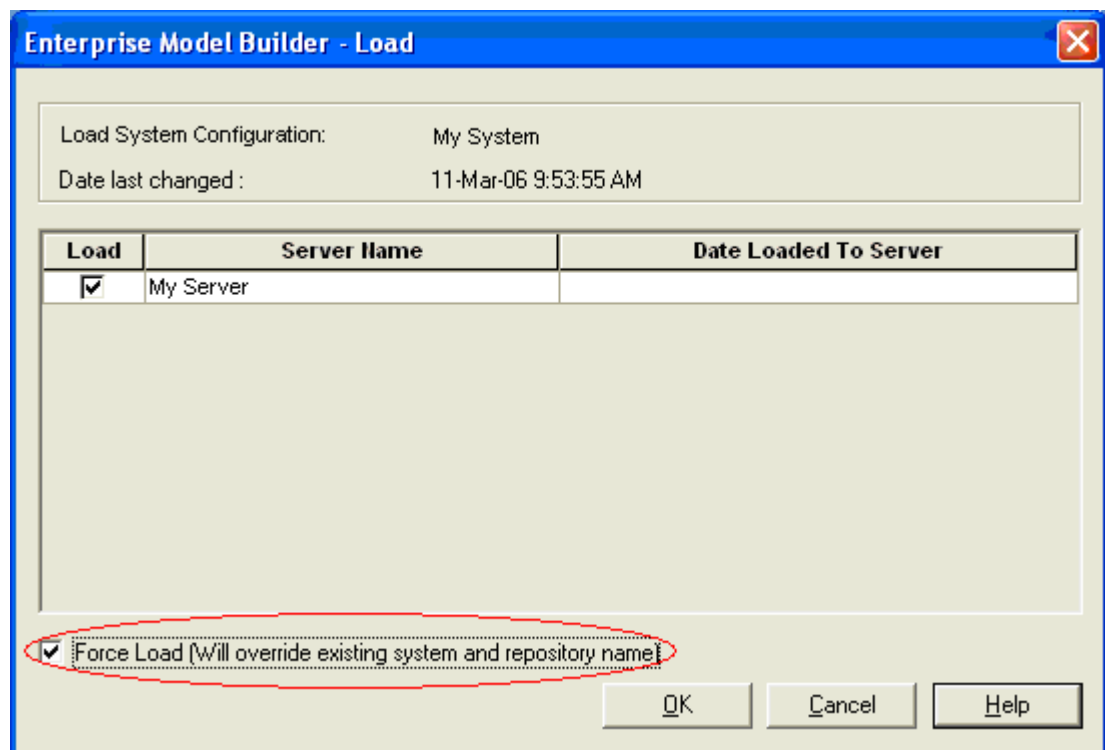 Enterprise Model Builder - Load
Load System Configuration: My System
Date last changed : 11-Mar-06 9:53:55 AM
Load Server Name Date Loaded To Server
My Server
Force Load (Will override existing system and repository name)
OK Cancel Help